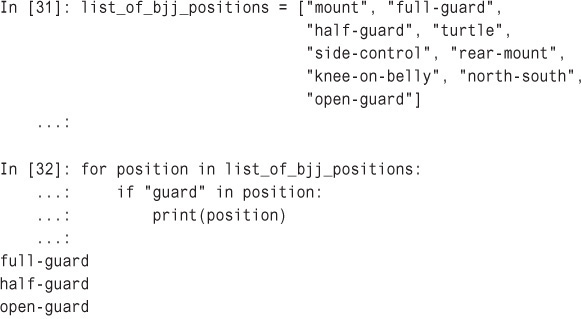 In [31]: list_of_bjj_positions = ["mount", "full-guard",
                                  "half-guard", "turtle",
                                  "side-control", "rear-mount",
                                  "knee-on-belly", "north-south",
                                  "open-guard"]
    ...:
In [32]: for position in list_of_bjj_positions:
    ...:     if "guard" in position:
    ...:         print(position)
    ...:
full-guard
half-guard
open-guard